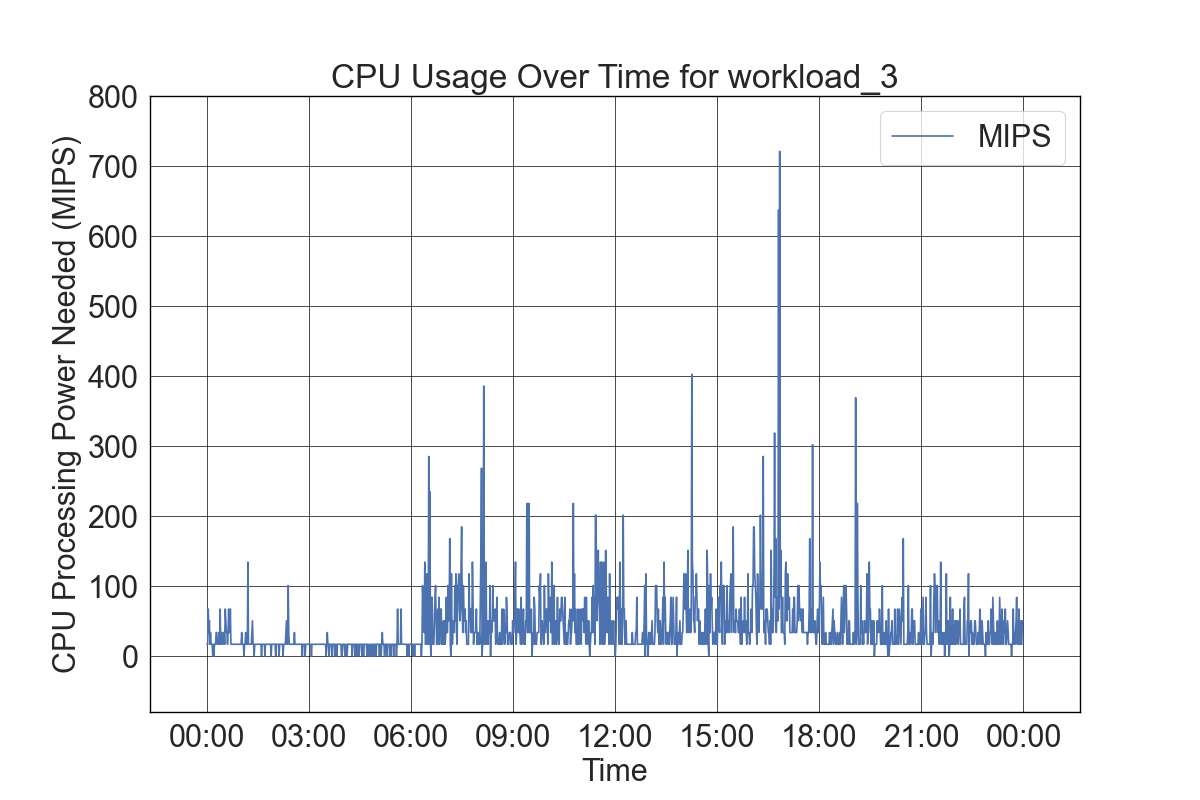 CPU Usage Over Time for workload_3
MIPS
CPU Processing Power Needed (MIPS)
800
700
600
500
400
300
200
100
0
00:00 03:00 06:00 09:00 12:00 15:00 18:00 21:00 00:00
Time